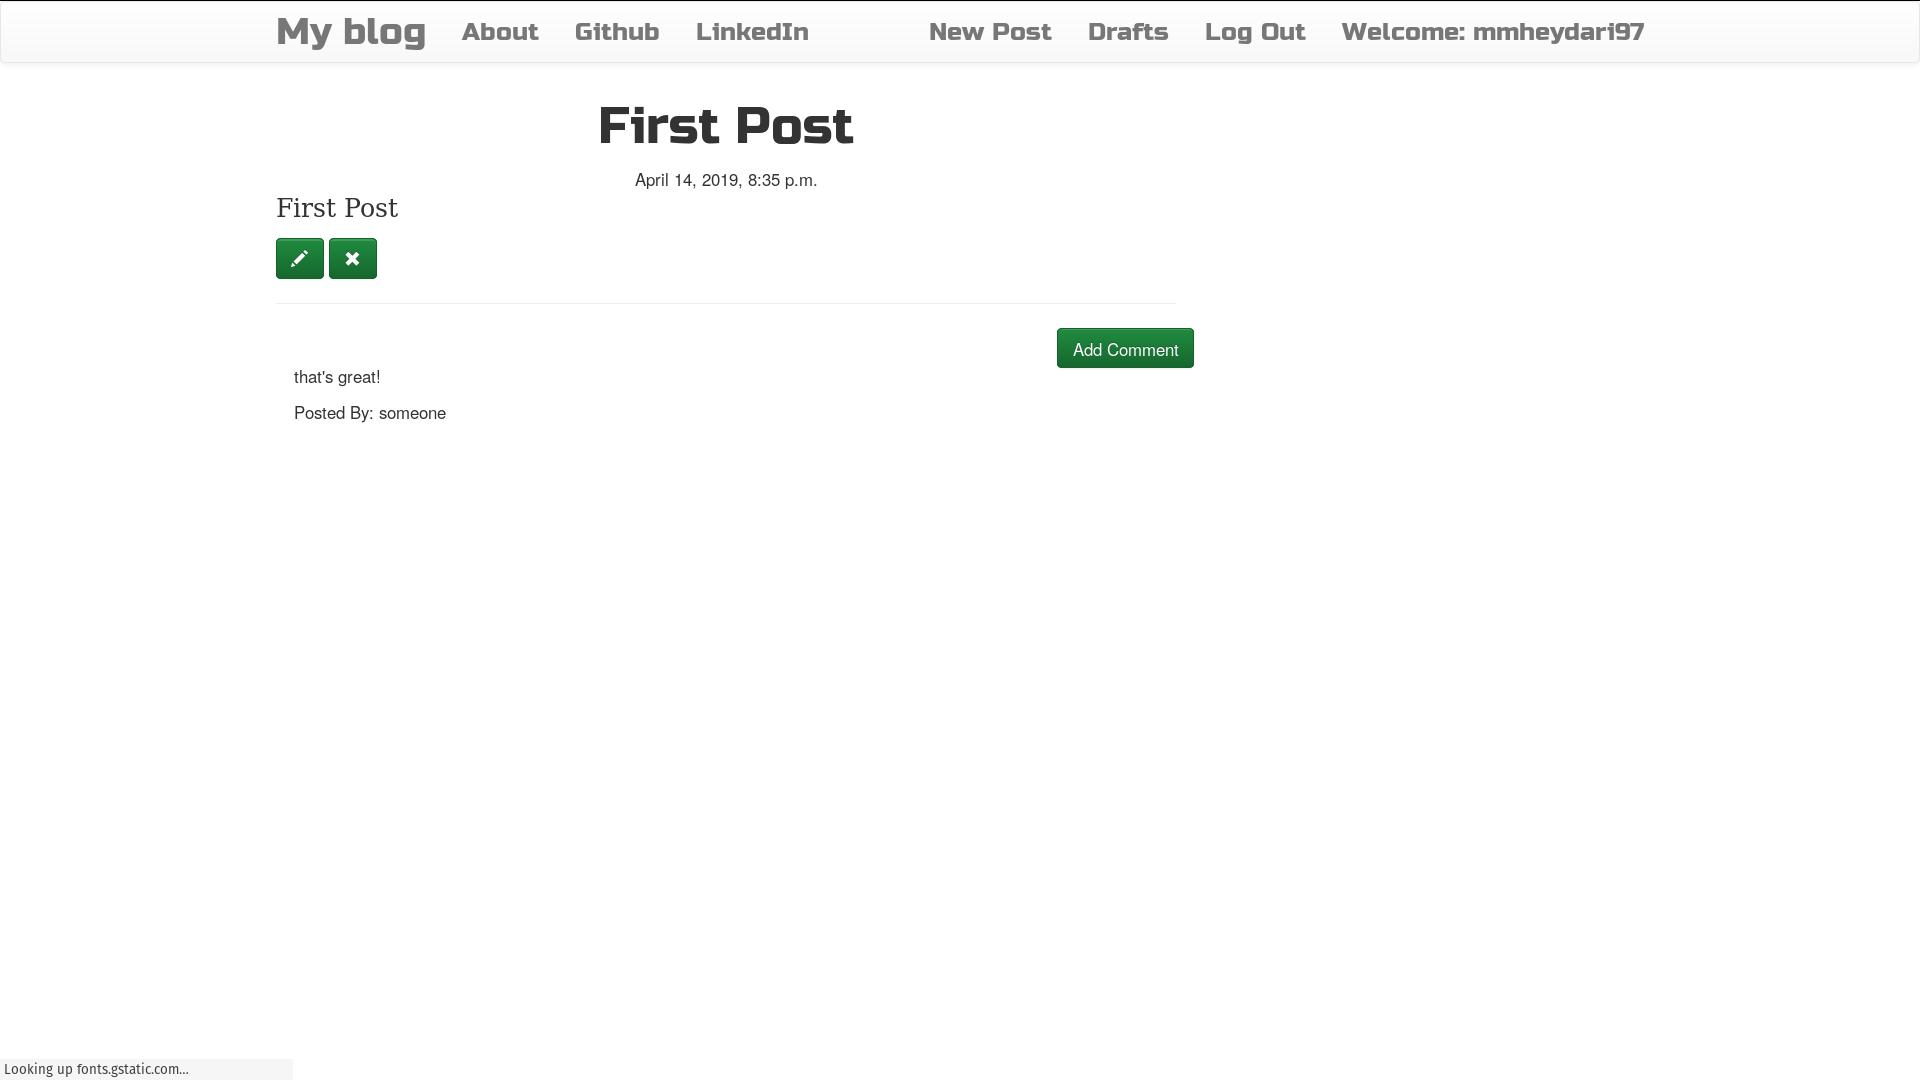 My blog About Github LinkedIn New Post Drafts Log Out Welcome: mmheydari97
First Post
April 14, 2019, 8:35 p.m.
First Post
Add Comment
that's great!
Posted By: someone
Looking up fonts.gstatic.com...